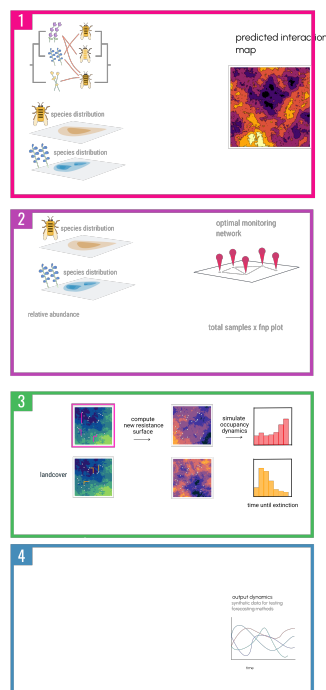 1
predicted interaction
map
species distribution
species distribution
2
species distribution
species distribution
relative abundance
optimal monitoring
network
total samples x fnp plot
3
compute
new resistance
surface
simulate
occupancy
dynamics
landcover
time until extinction
4
output dynamics
synthetic data for testing
forecasting methods
time